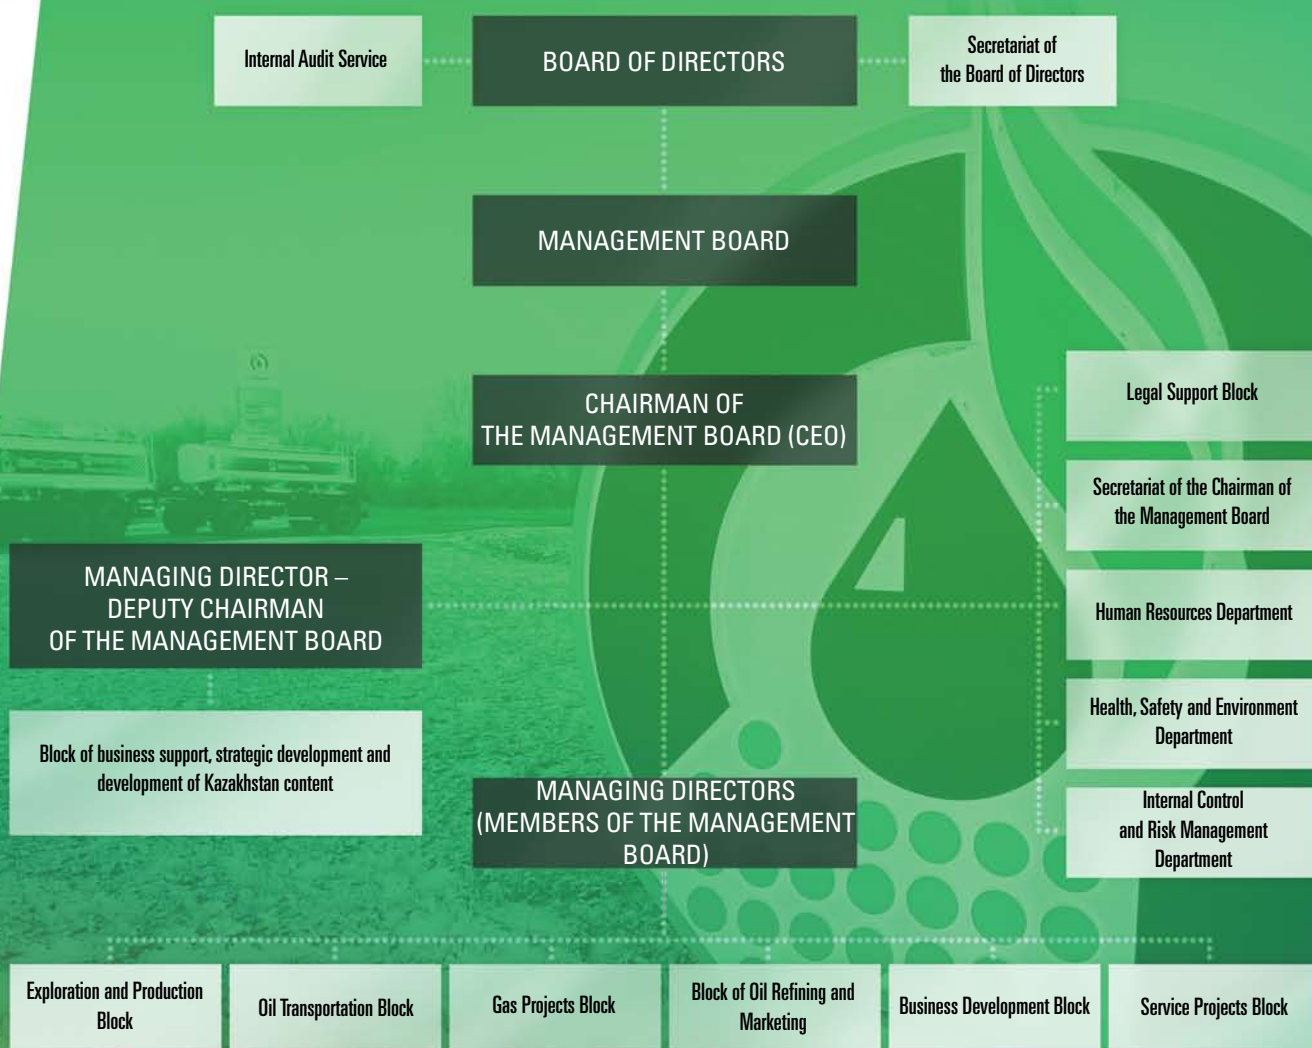 Internal Audit Service
BOARD OF DIRECTORS
Secretariat of
the Board of Directors
MANAGEMENT BOARD
CHAIRMAN OF
THE MANAGEMENT BOARD (CEO)
Legal Support Block
Secretariat of the Chairman of
the Management Board
MANAGING DIRECTOR –
DEPUTY CHAIRMAN
OF THE MANAGEMENT BOARD
Human Resources Department
Health, Safety and Environment
Department
Block of business support, strategic development and
development of Kazakhstan content
MANAGING DIRECTORS
(MEMBERS OF THE MANAGEMENT
BOARD)
Internal Control
and Risk Management
Department
Exploration and Production
Block
Oil Transportation Block
Gas Projects Block
Block of Oil Refining and
Marketing
Business Development Block
Service Projects Block